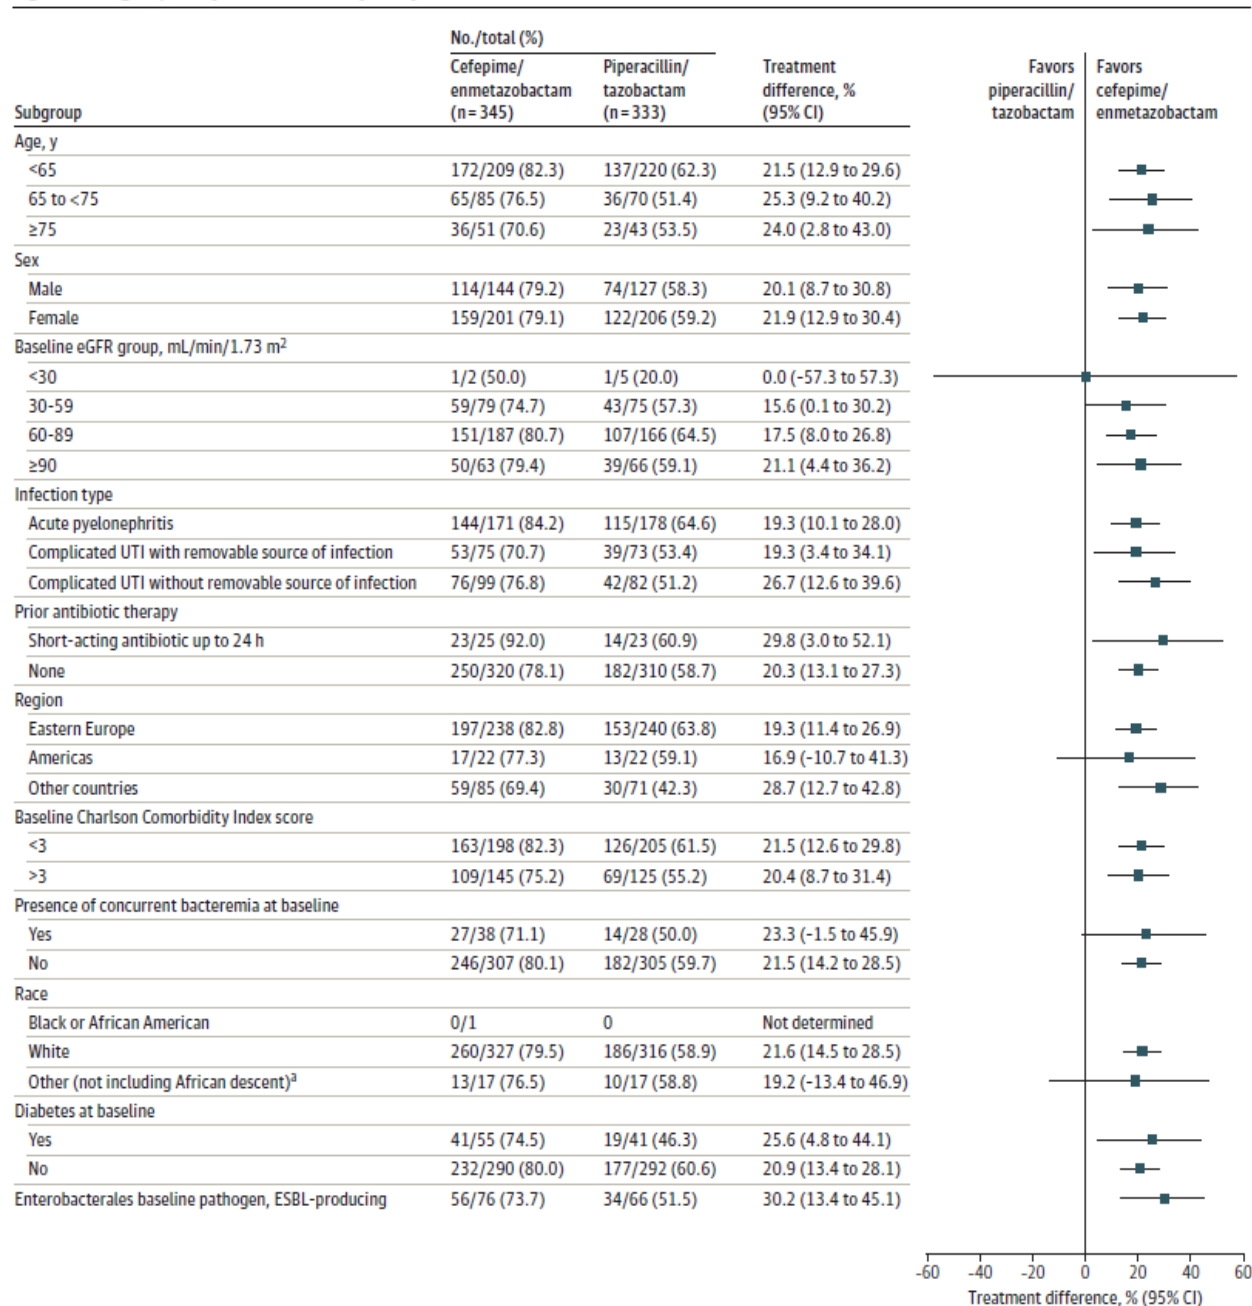 No./total (%)
Subgroup Cefepime/ enmetazobactam (n=345) Piperacillin/ tazobactam (n=333) Treatment difference, % (95% CI) Favors piperacillin/ tazobactam Favors cefepime/ enmetazobactam
Age, y
<65 172/209 (82.3) 137/220 (62.3) 21.5 (12.9 to 29.6)
65 to <75 65/85 (76.5) 36/70 (51.4) 25.3 (9.2 to 40.2)
≥75 36/51 (70.6) 23/43 (53.5) 24.0 (2.8 to 43.0)
Sex
Male 114/144 (79.2) 74/127 (58.3) 20.1 (8.7 to 30.8)
Female 159/201 (79.1) 122/206 (59.2) 21.9 (12.9 to 30.4)
Baseline eGFR group, mL/min/1.73 m²
<30 1/2 (50.0) 1/5 (20.0) 0.0 (-57.3 to 57.3)
30-59 59/79 (74.7) 43/75 (57.3) 15.6 (0.1 to 30.2)
60-89 151/187 (80.7) 107/166 (64.5) 17.5 (8.0 to 26.8)
≥90 50/63 (79.4) 39/66 (59.1) 21.1 (4.4 to 36.2)
Infection type
Acute pyelonephritis 144/171 (84.2) 115/178 (64.6) 19.3 (10.1 to 28.0)
Complicated UTI with removable source of infection 53/75 (70.7) 39/73 (53.4) 19.3 (3.4 to 34.1)
Complicated UTI without removable source of infection 76/99 (76.8) 42/82 (51.2) 26.7 (12.6 to 39.6)
Prior antibiotic therapy
Short-acting antibiotic up to 24 h 23/25 (92.0) 14/23 (60.9) 29.8 (3.0 to 52.1)
None 250/320 (78.1) 182/310 (58.7) 20.3 (13.1 to 27.3)
Region
Eastern Europe 197/238 (82.8) 153/240 (63.8) 19.3 (11.4 to 26.9)
Americas 17/22 (77.3) 13/22 (59.1) 16.9 (-10.7 to 41.3)
Other countries 59/85 (69.4) 30/71 (42.3) 28.7 (12.7 to 42.8)
Baseline Charlson Comorbidity Index score
<3 163/198 (82.3) 126/205 (61.5) 21.5 (12.6 to 29.8)
>3 109/145 (75.2) 69/125 (55.2) 20.4 (8.7 to 31.4)
Presence of concurrent bacteremia at baseline
Yes 27/38 (71.1) 14/28 (50.0) 23.3 (-1.5 to 45.9)
No 246/307 (80.1) 182/305 (59.7) 21.5 (14.2 to 28.5)
Race
Black or African American 0/1 0 Not determined
White 260/327 (79.5) 186/316 (58.9) 21.6 (14.5 to 28.5)
Other (not including African descent)ᵃ 13/17 (76.5) 10/17 (58.8) 19.2 (-13.4 to 46.9)
Diabetes at baseline
Yes 41/55 (74.5) 19/41 (46.3) 25.6 (4.8 to 44.1)
No 232/290 (80.0) 177/292 (60.6) 20.9 (13.4 to 28.1)
Enterobacterales baseline pathogen, ESBL-producing 56/76 (73.7) 34/66 (51.5) 30.2 (13.4 to 45.1)
-60 -40 -20 0 20 40 60
Treatment difference, % (95% CI)